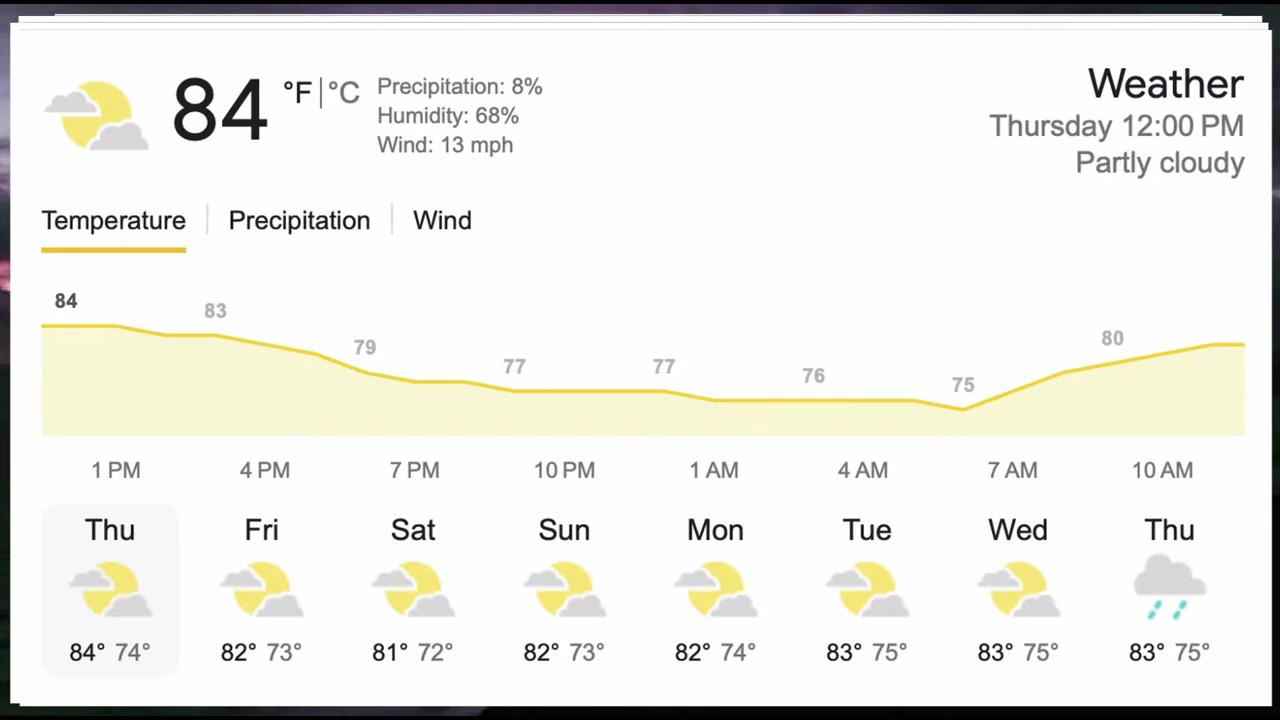 84 °F|°C
Precipitation: 8%
Humidity: 68%
Wind: 13 mph
Weather
Thursday 12:00 PM
Partly cloudy
Temperature Precipitation Wind
84 83 79 77 77 76 75 80
1 PM 4 PM 7 PM 10 PM 1 AM 4 AM 7 AM 10 AM
Thu Fri Sat Sun Mon Tue Wed Thu
84° 74° 82° 73° 81° 72° 82° 73° 82° 74° 83° 75° 83° 75° 83° 75°